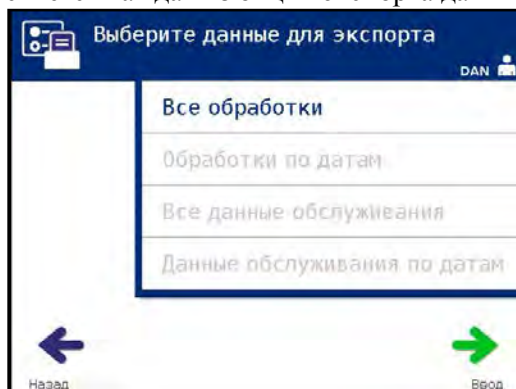 Выберите данные для экспорта
DAN
Все обработки
Обработки по датам
Все данные обслуживания
Данные обслуживания по датам
Назад
Ввод